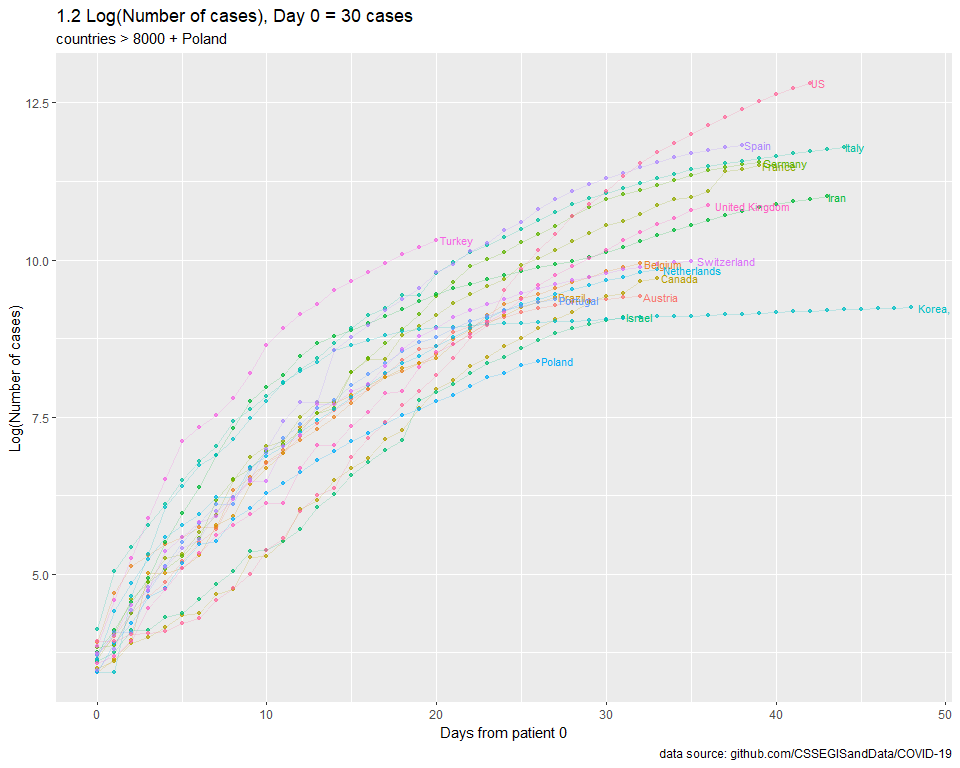 1.2 Log(Number of cases), Day 0 = 30 cases
countries > 8000 + Poland
Log(Number of cases)
12.5
10.0
7.5
5.0
US
Spain
Italy
Germany
France
Iran
United Kingdom
Turkey
Switzerland
Belgium
Netherlands
Canada
Brazil
Portugal
Austria
Israel
Korea,
Poland
0 10 20 30 40 50
Days from patient 0
data source: github.com/CSSEGISandData/COVID-19